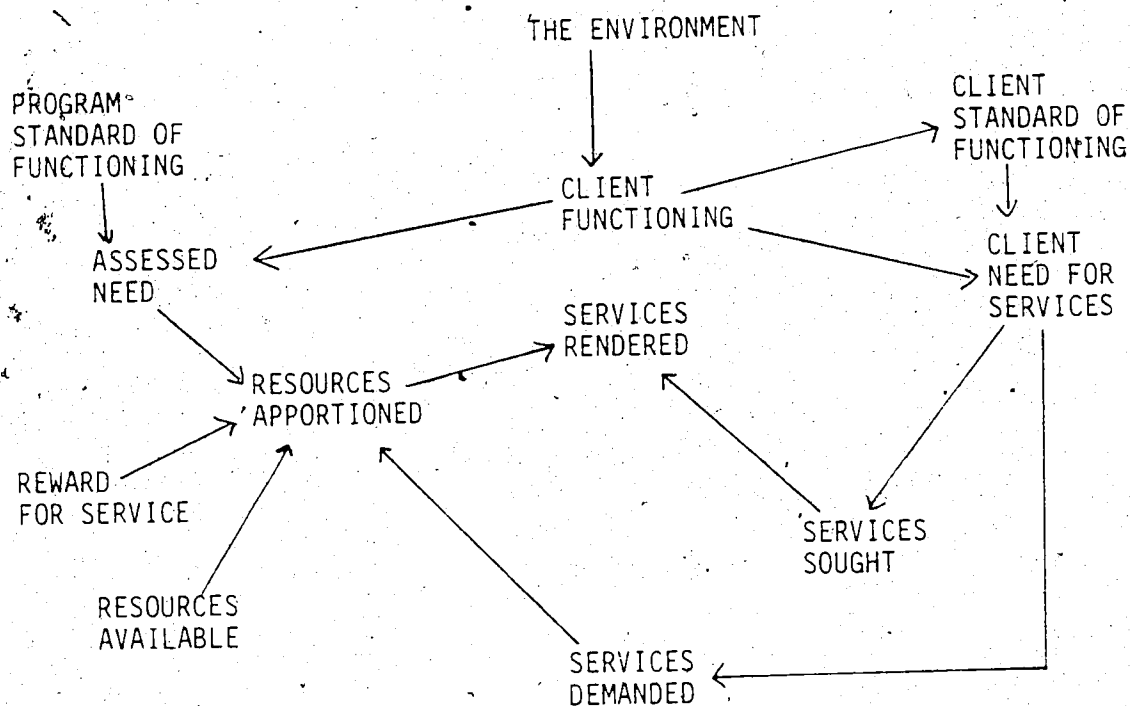 THE ENVIRONMENT
PROGRAM
STANDARD OF
FUNCTIONING
CLIENT
STANDARD OF
FUNCTIONING
CLIENT
FUNCTIONING
ASSESSED
NEED
CLIENT
NEED FOR
SERVICES
SERVICES
RENDERED
RESOURCES
APPORTIONED
REWARD
FOR SERVICE
SERVICES
SOUGHT
RESOURCES
AVAILABLE
SERVICES
DEMANDED